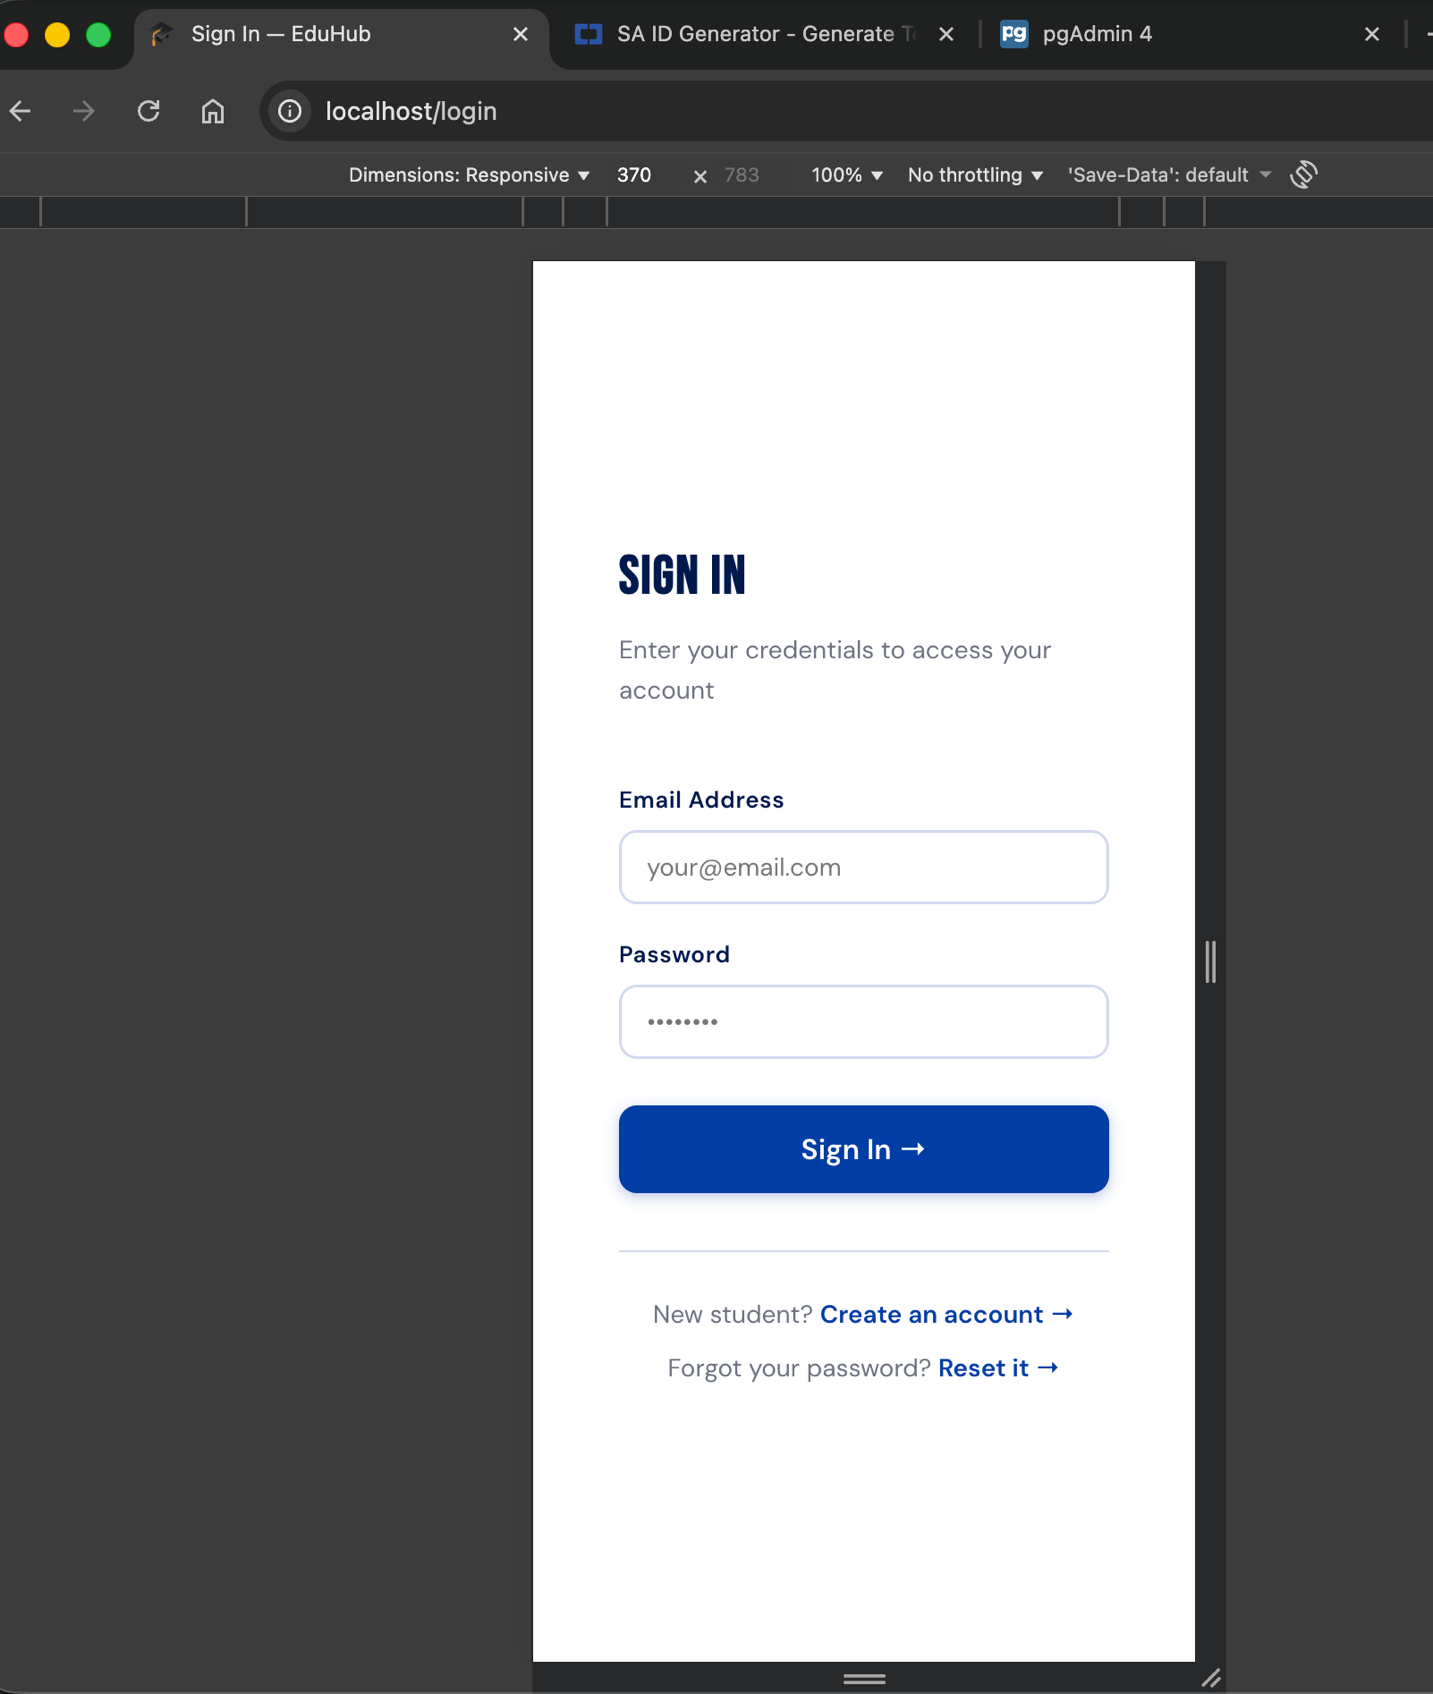 Sign In — EduHub
SA ID Generator - Generate
pgAdmin 4
localhost/login
Dimensions: Responsive 370 × 783 100% No throttling 'Save-Data': default
SIGN IN
Enter your credentials to access your
account
Email Address
your@email.com
Password
••••••••
Sign In →
New student? Create an account →
Forgot your password? Reset it →